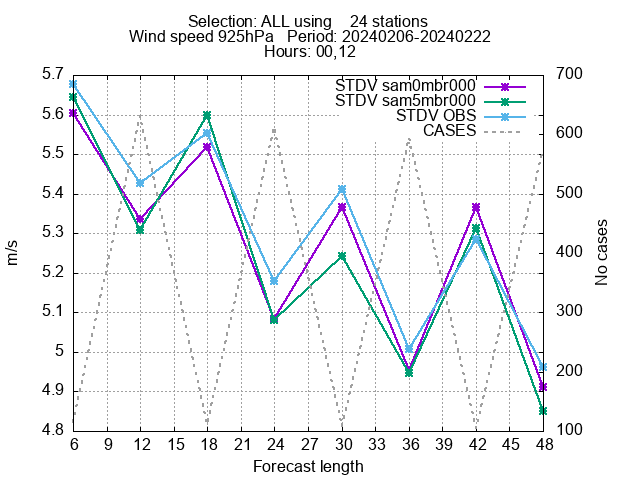 Selection: ALL using    24 stations
Wind speed 925hPa   Period: 20240206-20240222
Hours: 00,12
STDV sam0mbr000
STDV sam5mbr000
STDV OBS
CASES
5.7
5.6
5.5
5.4
5.3
5.2
5.1
5
4.9
4.8
m/s
700
600
500
400
300
200
100
No cases
6 9 12 15 18 21 24 27 30 33 36 39 42 45 48
Forecast length